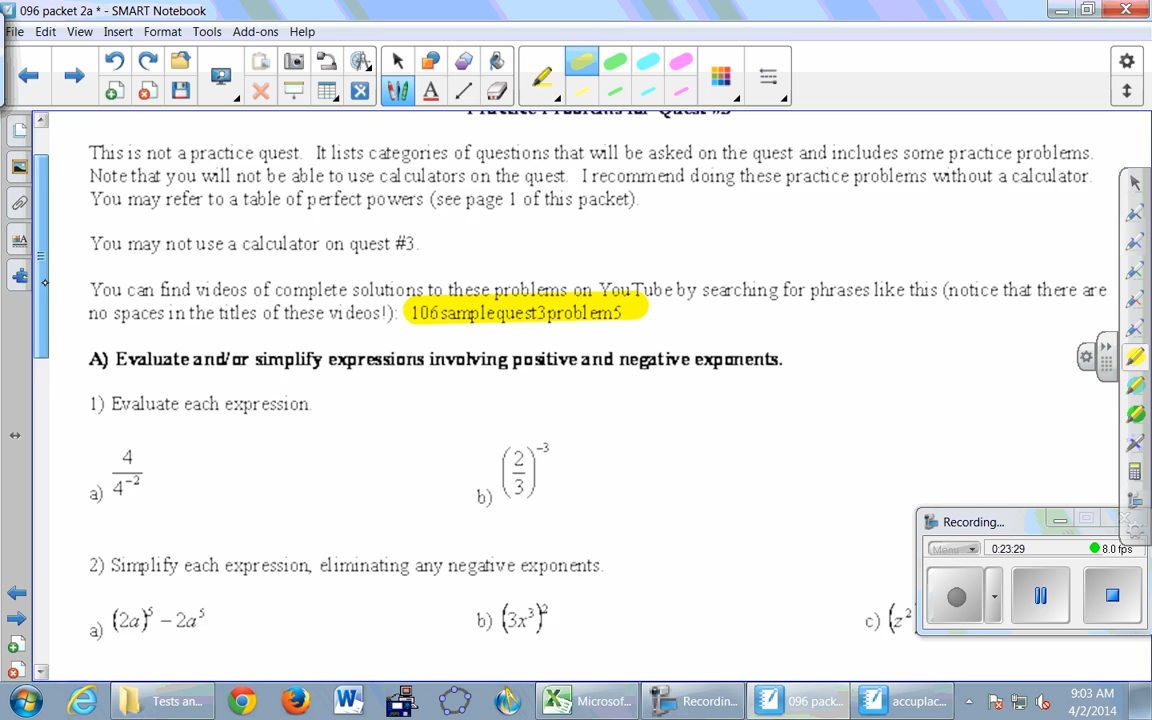 096 packet 2a * - SMART Notebook
File Edit View Insert Format Tools Add-ons Help
Practice Problems for Quest #3
This is not a practice quest. It lists categories of questions that will be asked on the quest and includes some practice problems.
Note that you will not be able to use calculators on the quest. I recommend doing these practice problems without a calculator.
You may refer to a table of perfect powers (see page 1 of this packet).
You may not use a calculator on quest #3.
You can find videos of complete solutions to these problems on YouTube by searching for phrases like this (notice that there are
no spaces in the titles of these videos!): 106samplequest3problem5
A) Evaluate and/or simplify expressions involving positive and negative exponents.
1) Evaluate each expression.
a) 4/4⁻² b) (2/3)⁻³
2) Simplify each expression, eliminating any negative exponents.
a) (2a)⁵ − 2a⁵ b) (3x³)² c) (z²)
Recording...
Menu 0:23:29 8.0 fps
Tests an... W Microsof... Recordin... 096 pack... accuplac... 9:03 AM
4/2/2014